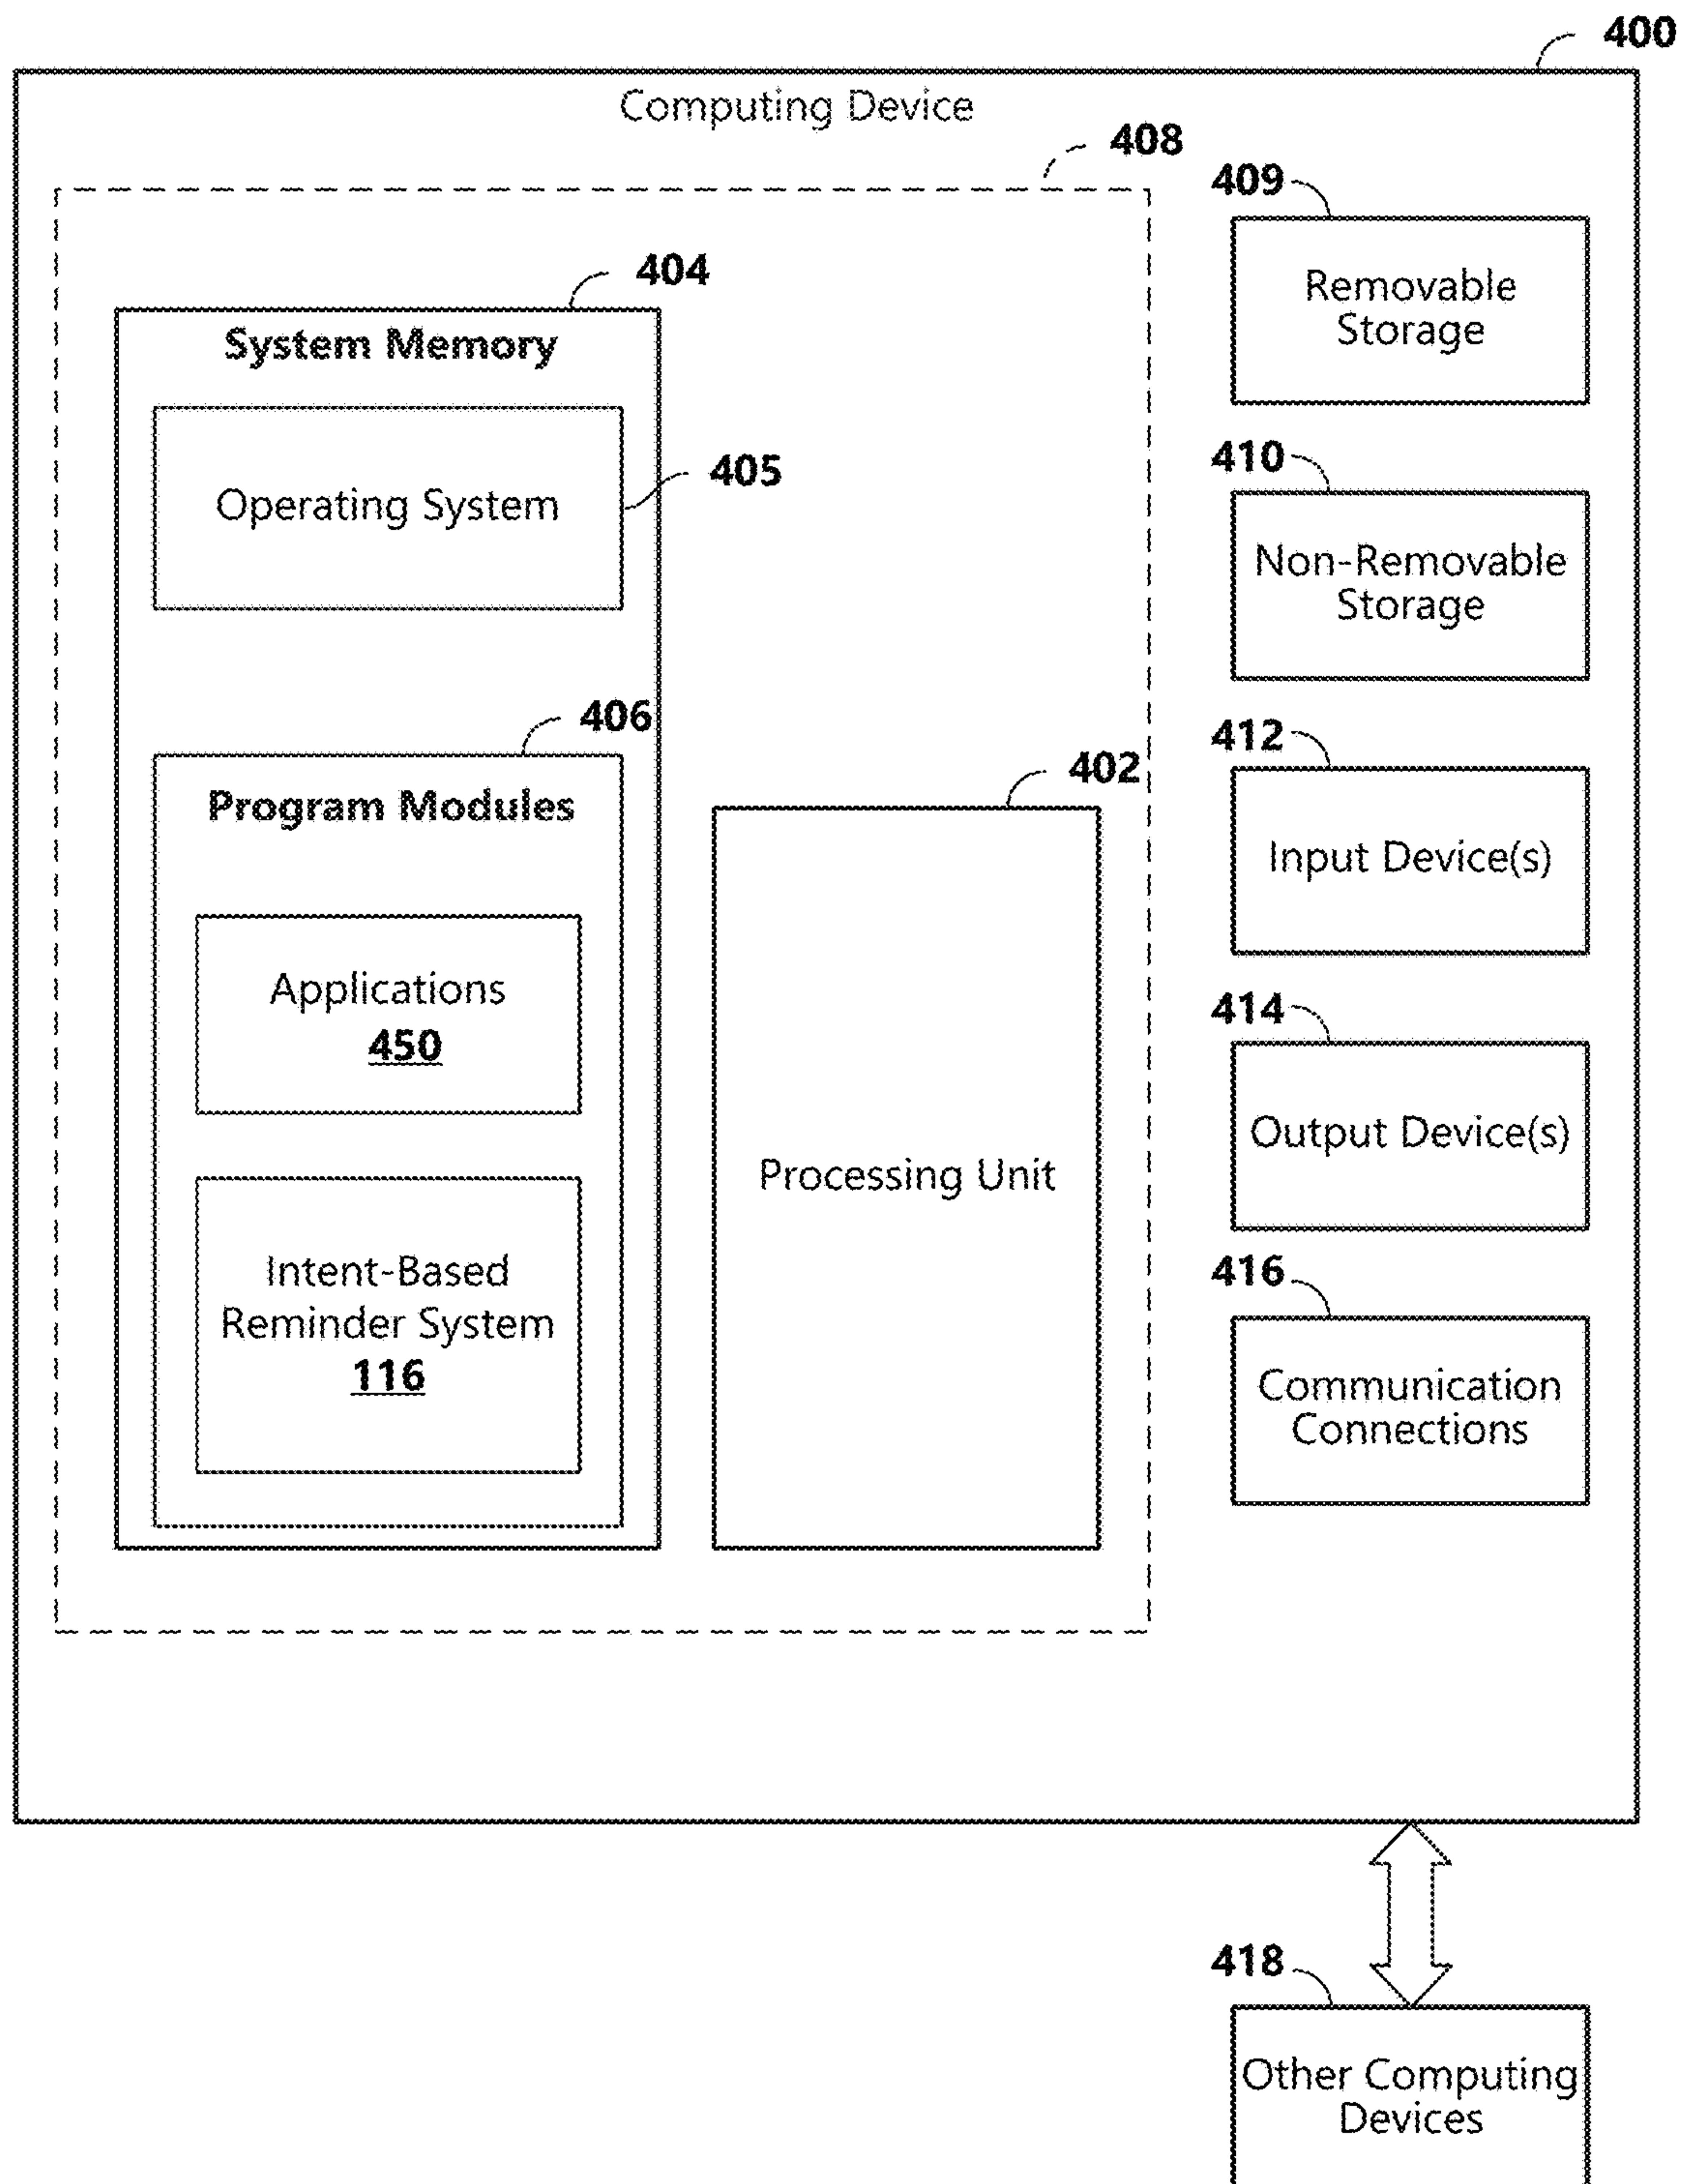 400
Computing Device
408
409
Removable
Storage
404
System Memory
Operating System
405
410
Non-Removable
Storage
406
Program Modules
402
412
Input Device(s)
Applications
450
Processing Unit
414
Output Device(s)
Intent-Based
Reminder System
116
416
Communication
Connections
418
Other Computing
Devices